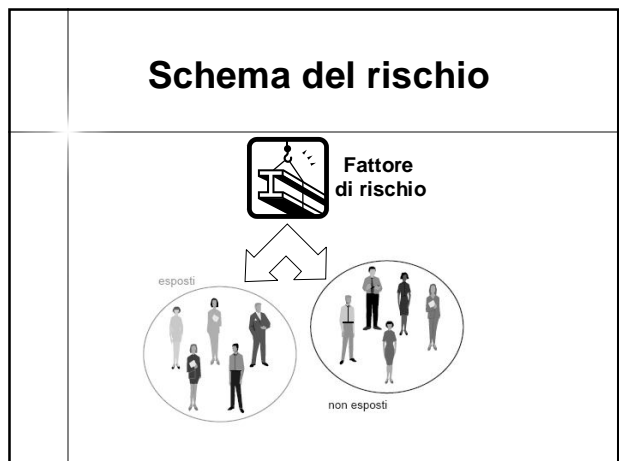 Schema del rischio
Fattore
di rischio
esposti
non esposti